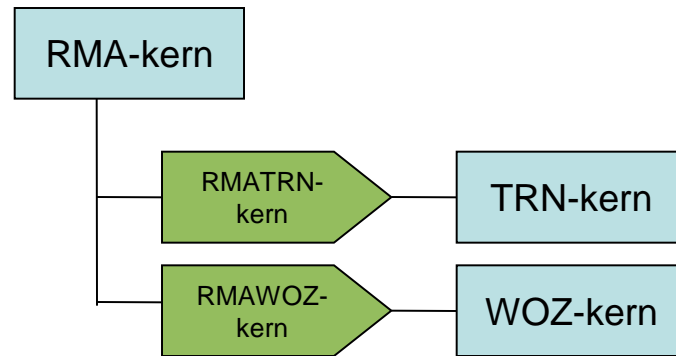 RMA-kern
RMATRN-
kern
TRN-kern
RMAWOZ-
kern
WOZ-kern